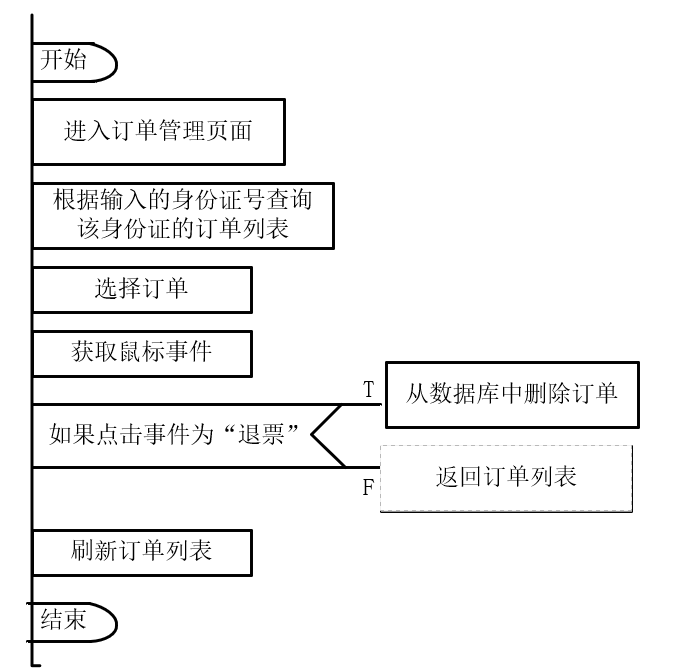 开始
进入订单管理页面
根据输入的身份证号查询
该身份证的订单列表
选择订单
获取鼠标事件
T
从数据库中删除订单
如果点击事件为“退票”
F
返回订单列表
刷新订单列表
结束